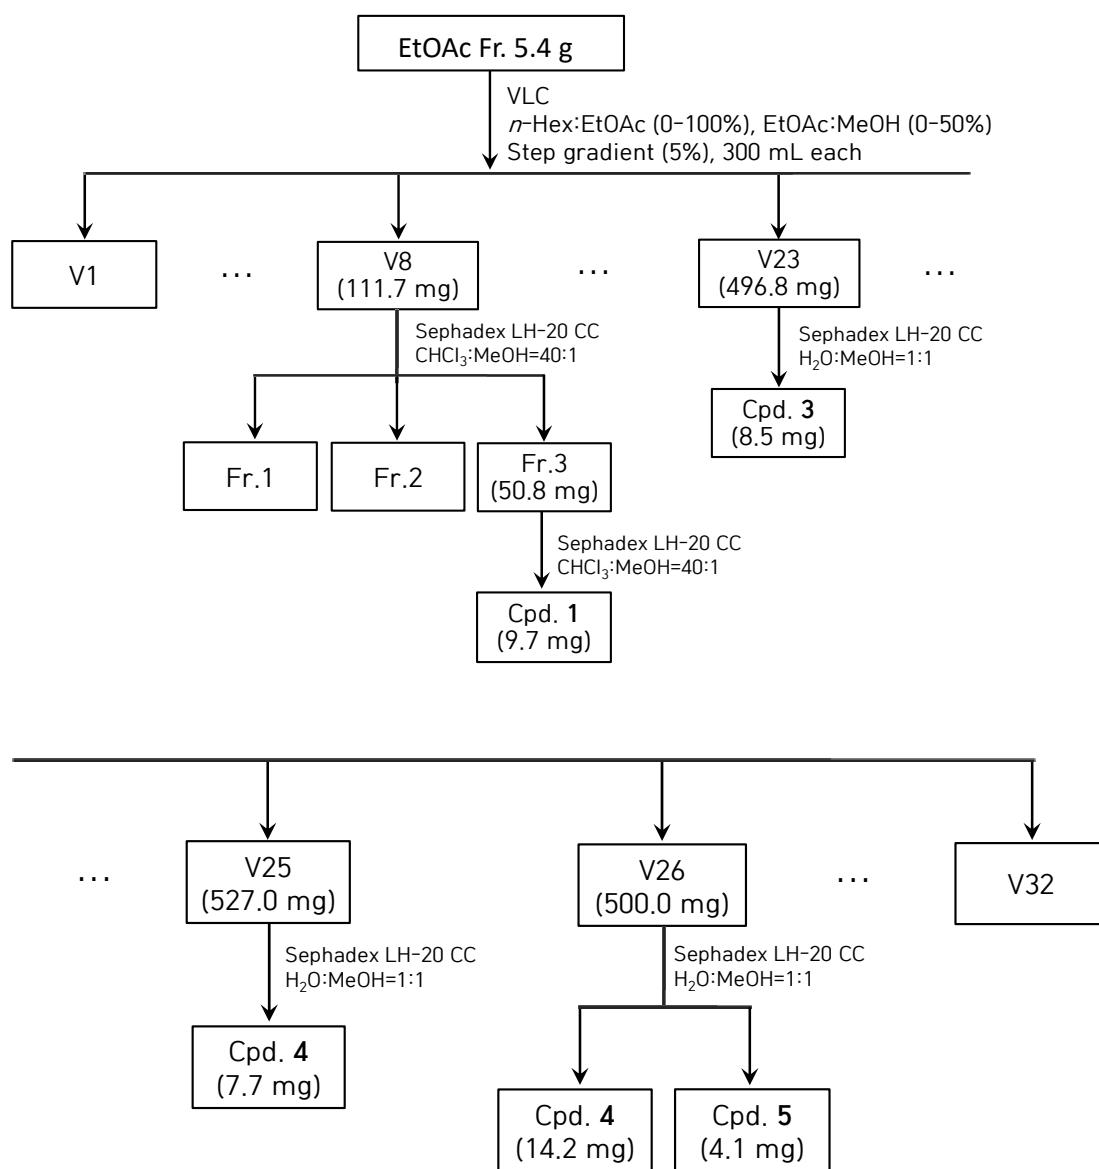 EtOAc Fr. 5.4 g
VLC
n-Hex:EtOAc (0-100%), EtOAc:MeOH (0-50%)
Step gradient (5%), 300 mL each
V1
...
V8
(111.7 mg)
...
V23
(496.8 mg)
...
Sephadex LH-20 CC
CHCl₃:MeOH=40:1
Sephadex LH-20 CC
H₂O:MeOH=1:1
Fr.1
Fr.2
Fr.3
(50.8 mg)
Cpd. 3
(8.5 mg)
Sephadex LH-20 CC
CHCl₃:MeOH=40:1
Cpd. 1
(9.7 mg)
...
V25
(527.0 mg)
V26
(500.0 mg)
...
V32
Sephadex LH-20 CC
H₂O:MeOH=1:1
Sephadex LH-20 CC
H₂O:MeOH=1:1
Cpd. 4
(7.7 mg)
Cpd. 4
(14.2 mg)
Cpd. 5
(4.1 mg)